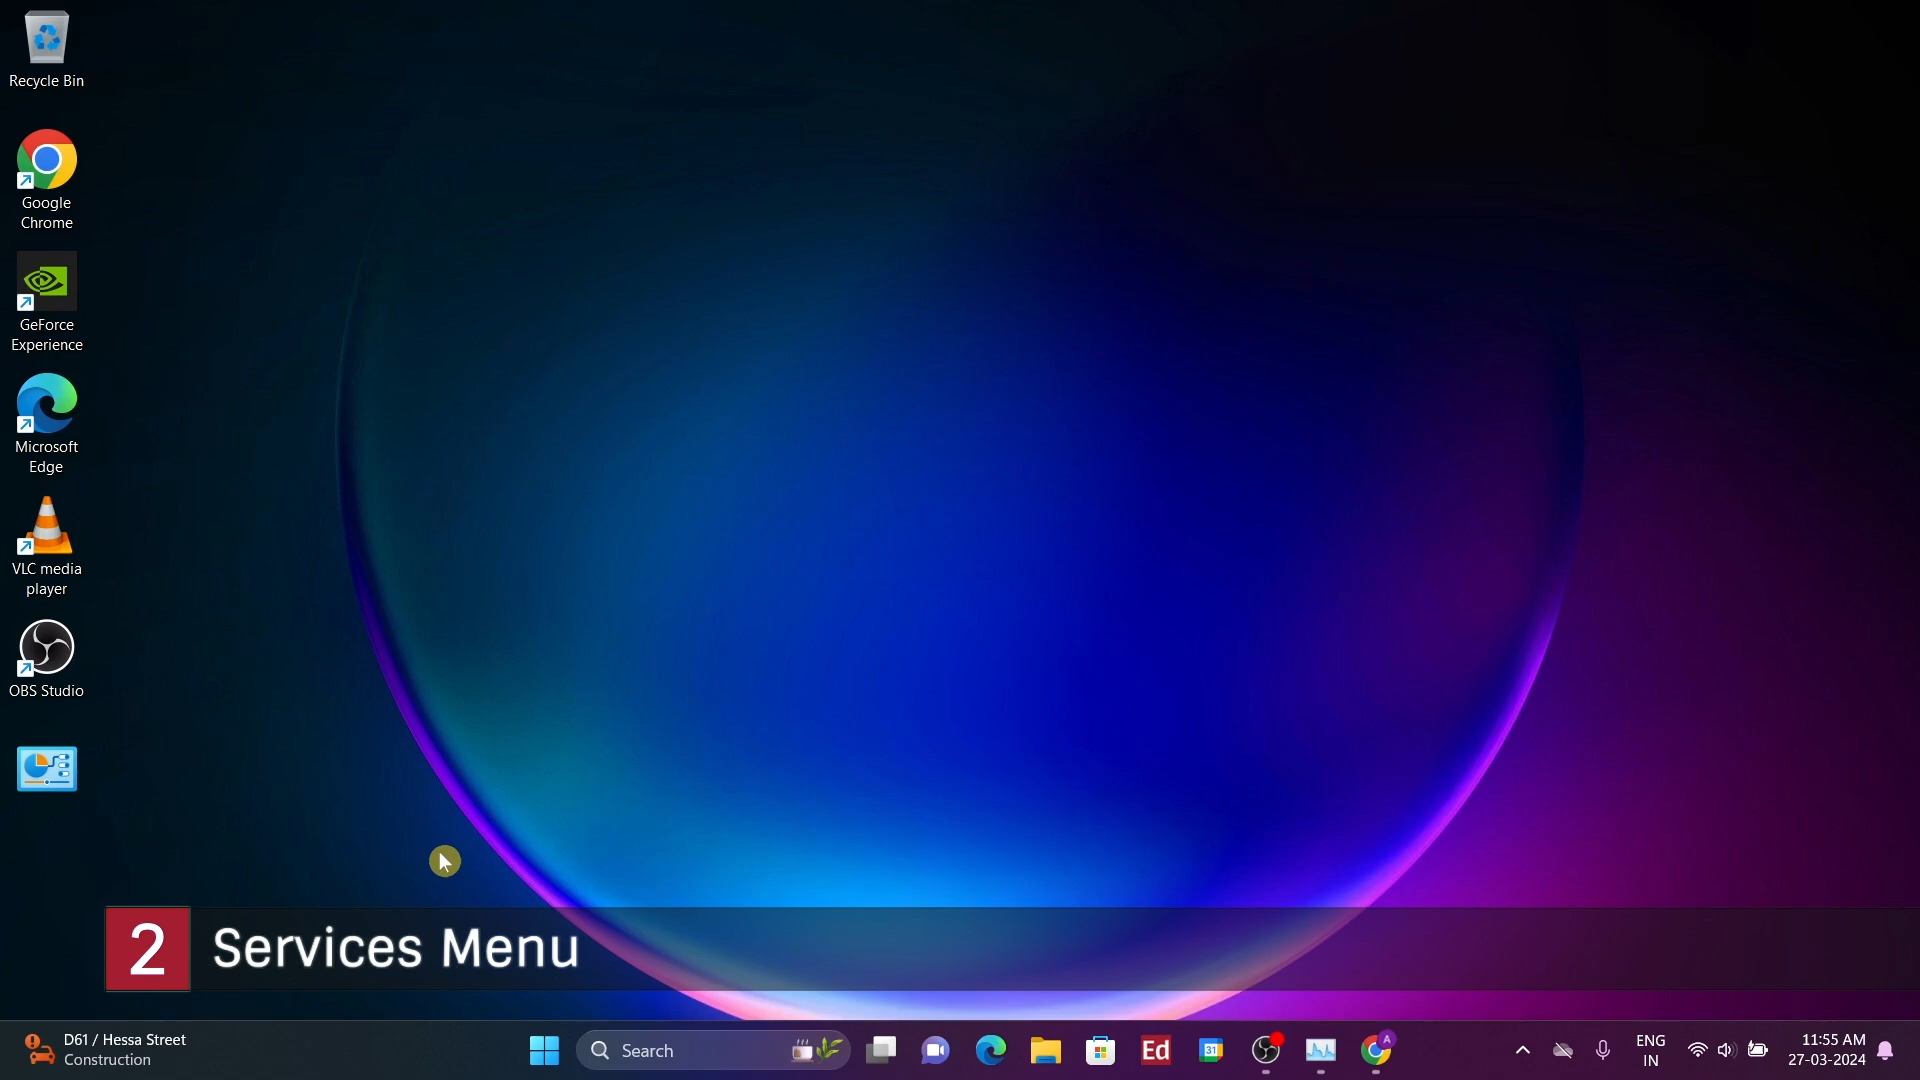 Recycle Bin
Google
Chrome
GeForce
Experience
Microsoft
Edge
VLC media
player
OBS Studio
2 Services Menu
D61 / Hessa Street
Construction
Search
Ed
31
A
ENG
IN
11:55 AM
27-03-2024